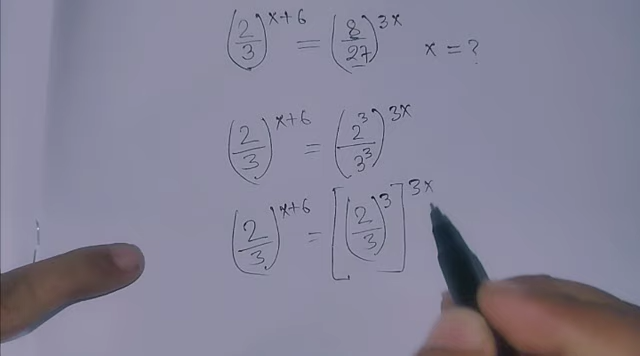 (2/3)^(x+6) = (8/27)^(3x) x = ?
(2/3)^(x+6) = (2^3/3^3)^(3x)
(2/3)^(x+6) = [(2/3)^3]^(3x)